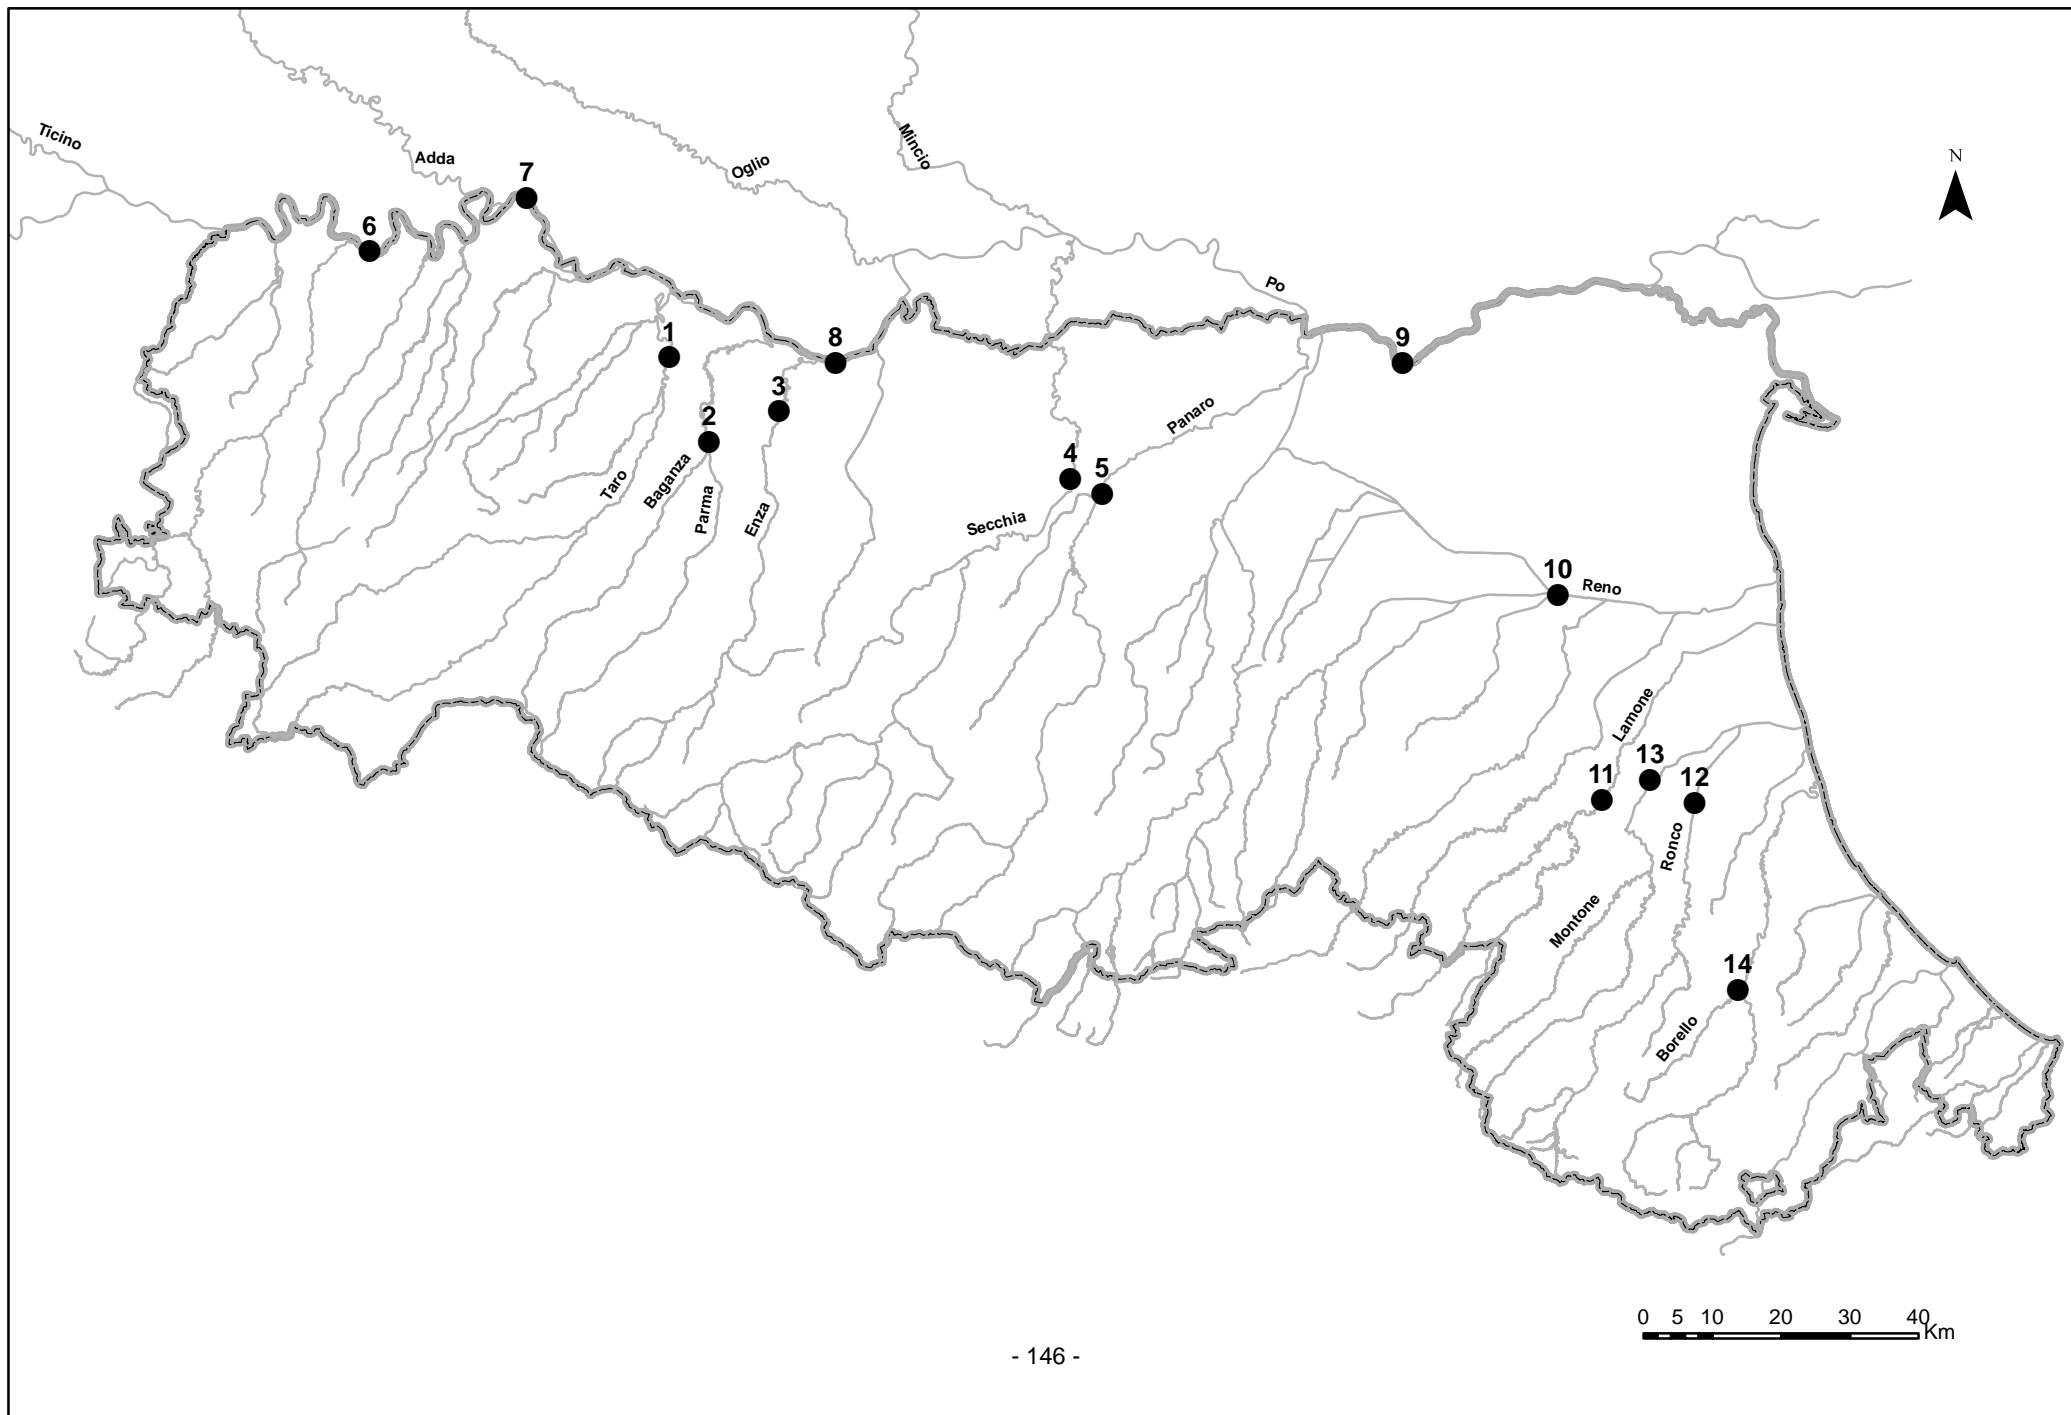 Ticino
Adda
Oglio
Mincio
N
7
6
Po
1
8
9
3
2
Panaro
4
5
Taro
Baganza
Parma
Enza
Secchia
10
Reno
Lamone
13
11
12
Ronco
Montone
14
Borello
0 5 10 20 30 40
Km
- 146 -